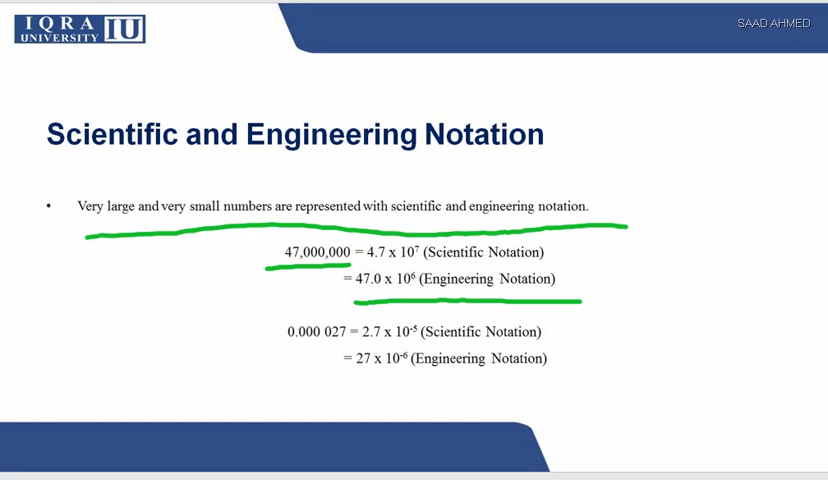 IQRA
UNIVERSITY IU
SAAD AHMED
Scientific and Engineering Notation
• Very large and very small numbers are represented with scientific and engineering notation.
47,000,000 = 4.7 x 10⁷ (Scientific Notation)
= 47.0 x 10⁶ (Engineering Notation)
0.000 027 = 2.7 x 10⁻⁵ (Scientific Notation)
= 27 x 10⁻⁶ (Engineering Notation)